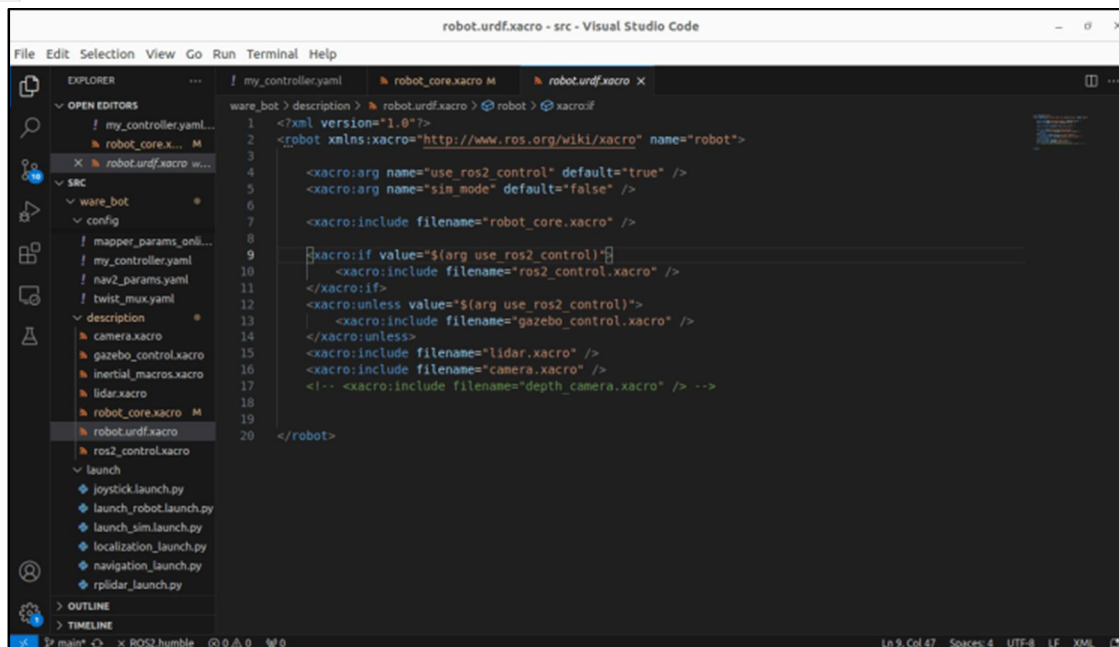 robot.urdf.xacro - src - Visual Studio Code
File Edit Selection View Go Run Terminal Help
EXPLORER ...
OPEN EDITORS
! my_controller.yaml...
robot_core.x... M
robot.urdf.xacro w...
SRC
ware_bot
config
! mapper_params_onli...
! my_controller.yaml
! nav2_params.yaml
! twist_mux.yaml
description
camera.xacro
gazebo_control.xacro
inertial_macros.xacro
lidar.xacro
robot_core.xacro M
robot.urdf.xacro
ros2_control.xacro
launch
joystick.launch.py
launch_robot.launch.py
launch_sim.launch.py
localization_launch.py
navigation_launch.py
rplidar_launch.py
OUTLINE
TIMELINE
10
1
! my_controller.yaml robot_core.xacro M robot.urdf.xacro ×
ware_bot > description > robot.urdf.xacro > robot > xacro:if
1 <?xml version="1.0"?>
2 <robot xmlns:xacro="http://www.ros.org/wiki/xacro" name="robot">
3
4 <xacro:arg name="use_ros2_control" default="true" />
5 <xacro:arg name="sim_mode" default="false" />
6
7 <xacro:include filename="robot_core.xacro" />
8
9 <xacro:if value="$(arg use_ros2_control)">
10 <xacro:include filename="ros2_control.xacro" />
11 </xacro:if>
12 <xacro:unless value="$(arg use_ros2_control)">
13 <xacro:include filename="gazebo_control.xacro" />
14 </xacro:unless>
15 <xacro:include filename="lidar.xacro" />
16 <xacro:include filename="camera.xacro" />
17 <!-- <xacro:include filename="depth_camera.xacro" /> -->
18
19
20 </robot>
main* ROS2.humble 0 0 0 Ln 9, Col 47 Spaces: 4 UTF-8 LF XML